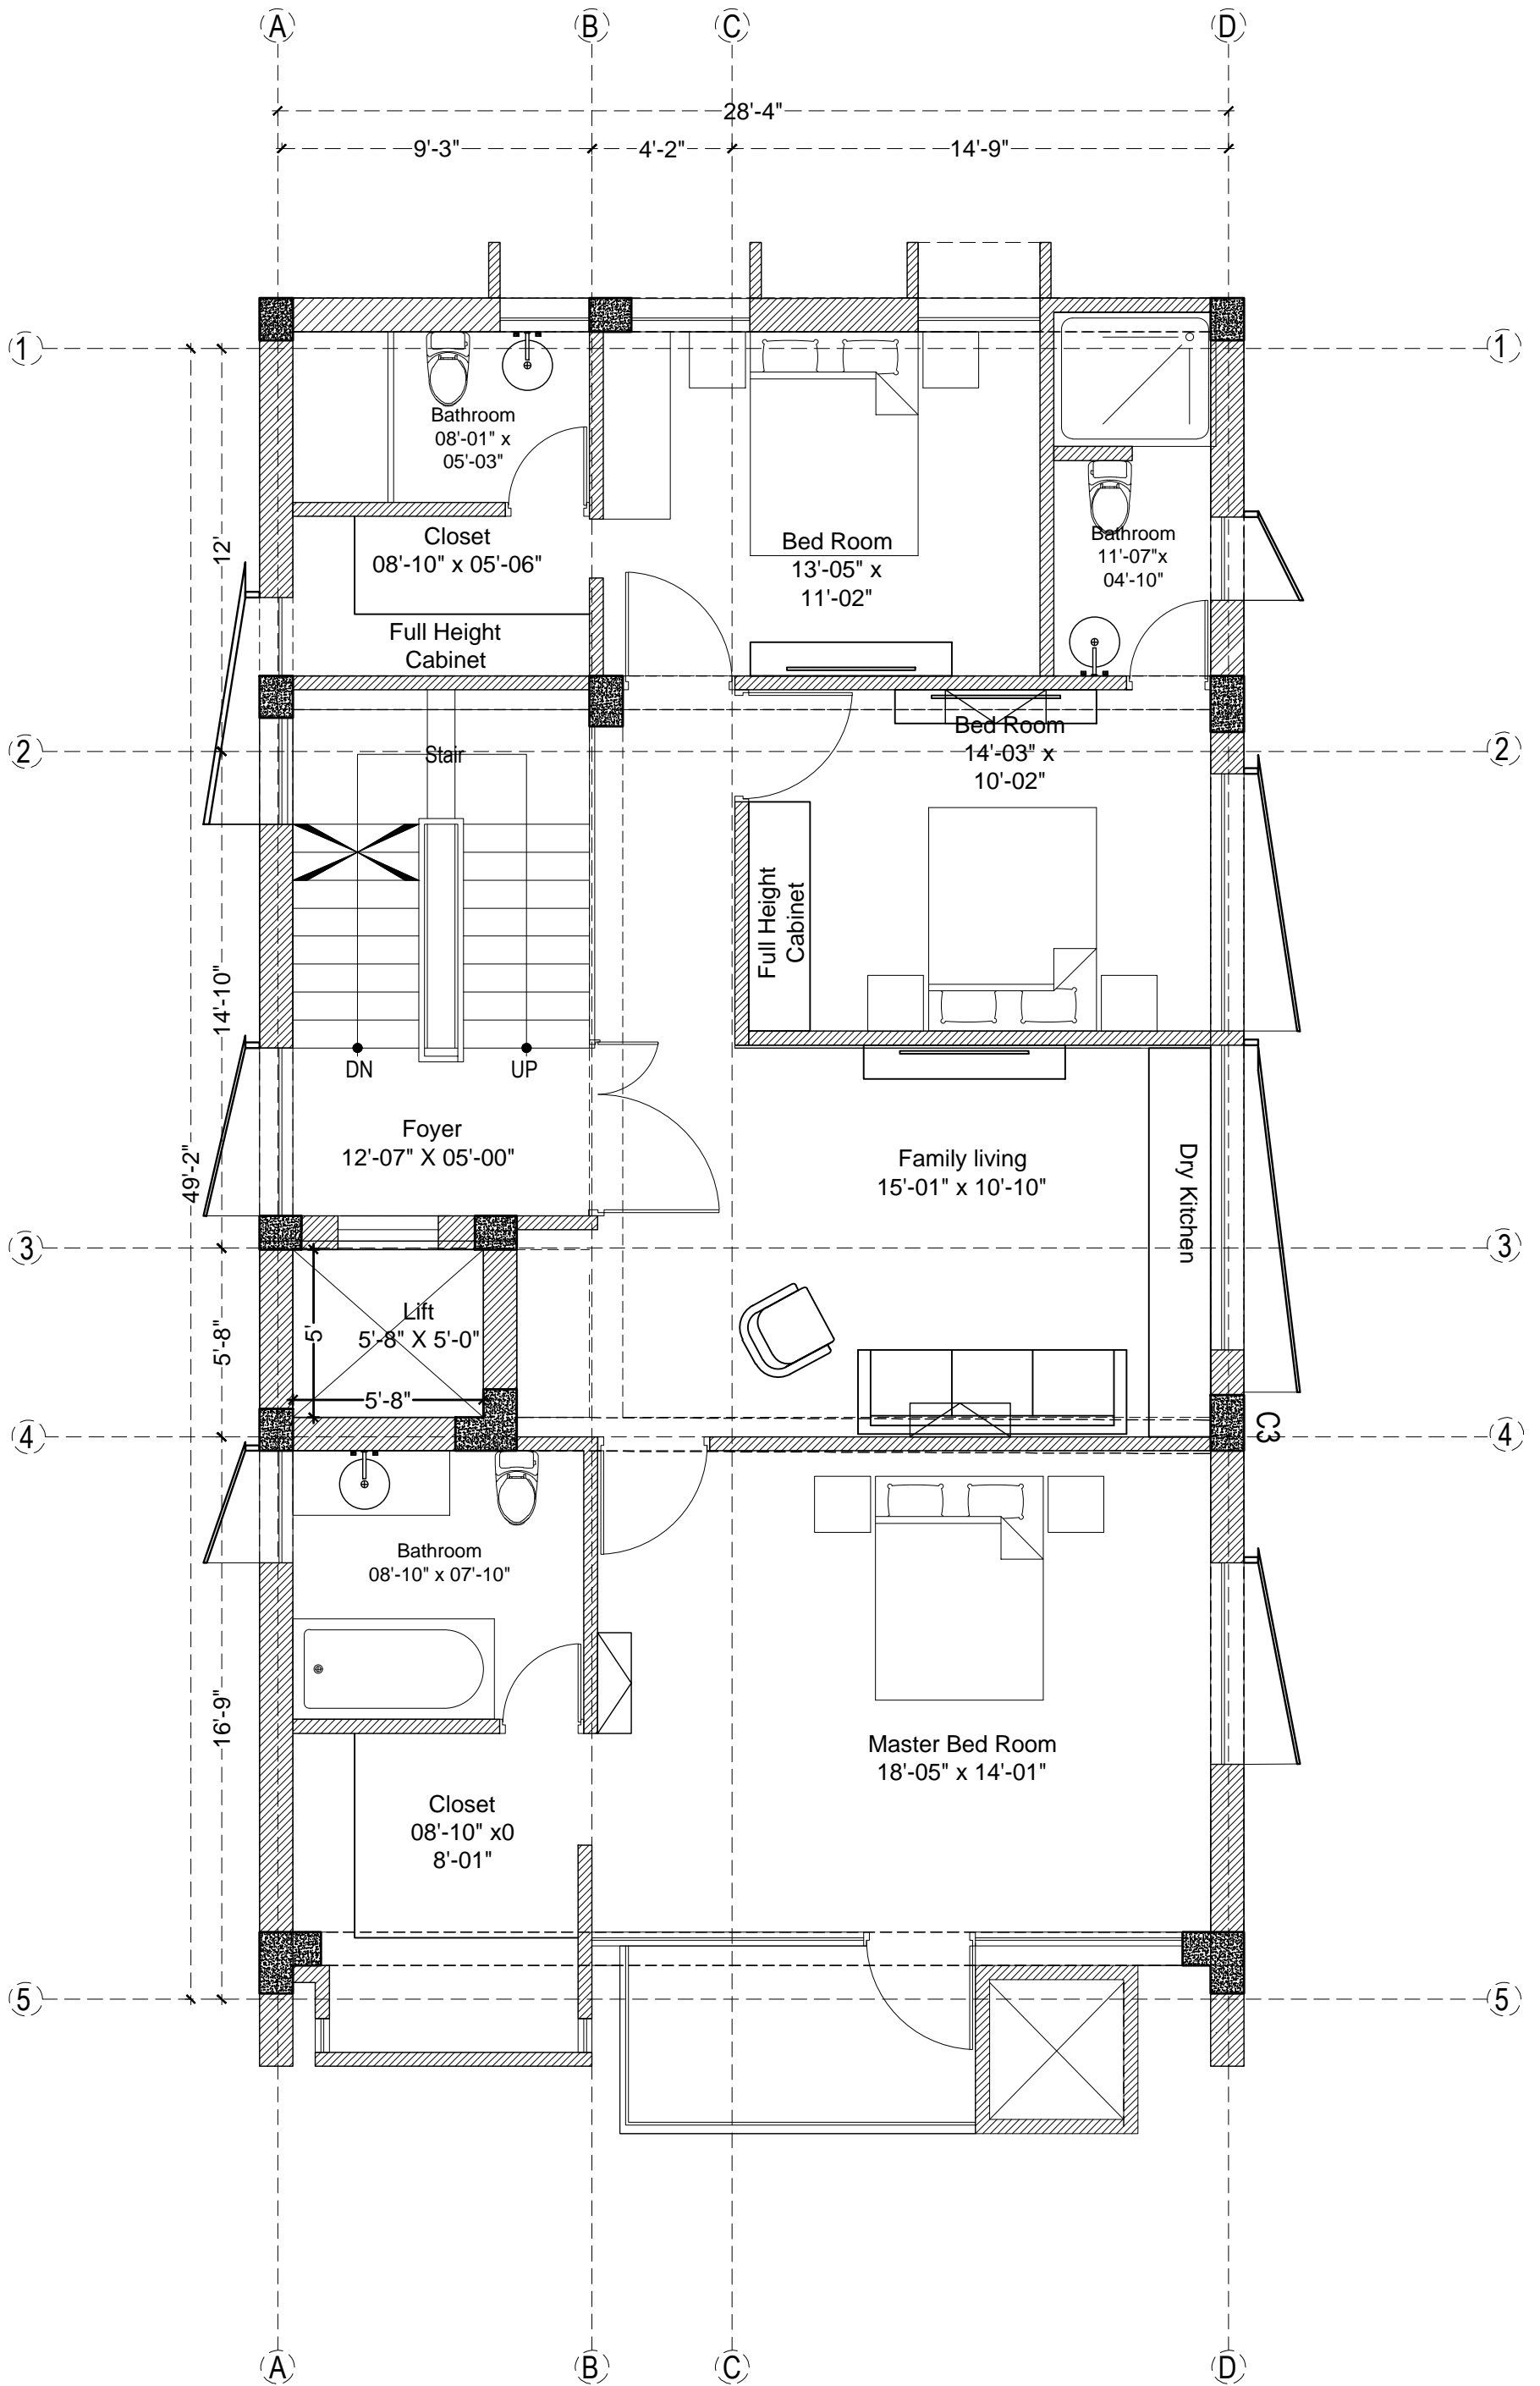 A
B
C
D
28'-4"
9'-3"
4'-2"
14'-9"
1
1
Bathroom
08'-01" x
05'-03"
Closet
08'-10" x 05'-06"
Full Height
Cabinet
Bed Room
13'-05" x
11'-02"
Bathroom
11'-07"x
04'-10"
12'
2
2
Stair
Bed Room
14'-03" x
10'-02"
Full Height
Cabinet
14'-10"
DN
UP
Foyer
12'-07" X 05'-00"
Family living
15'-01" x 10'-10"
Dry Kitchen
49'-2"
3
3
Lift
5'-8" X 5'-0"
5'
5'-8"
5'-8"
C3
4
4
Bathroom
08'-10" x 07'-10"
16'-9"
Master Bed Room
18'-05" x 14'-01"
Closet
08'-10" x0
8'-01"
5
5
A
B
C
D